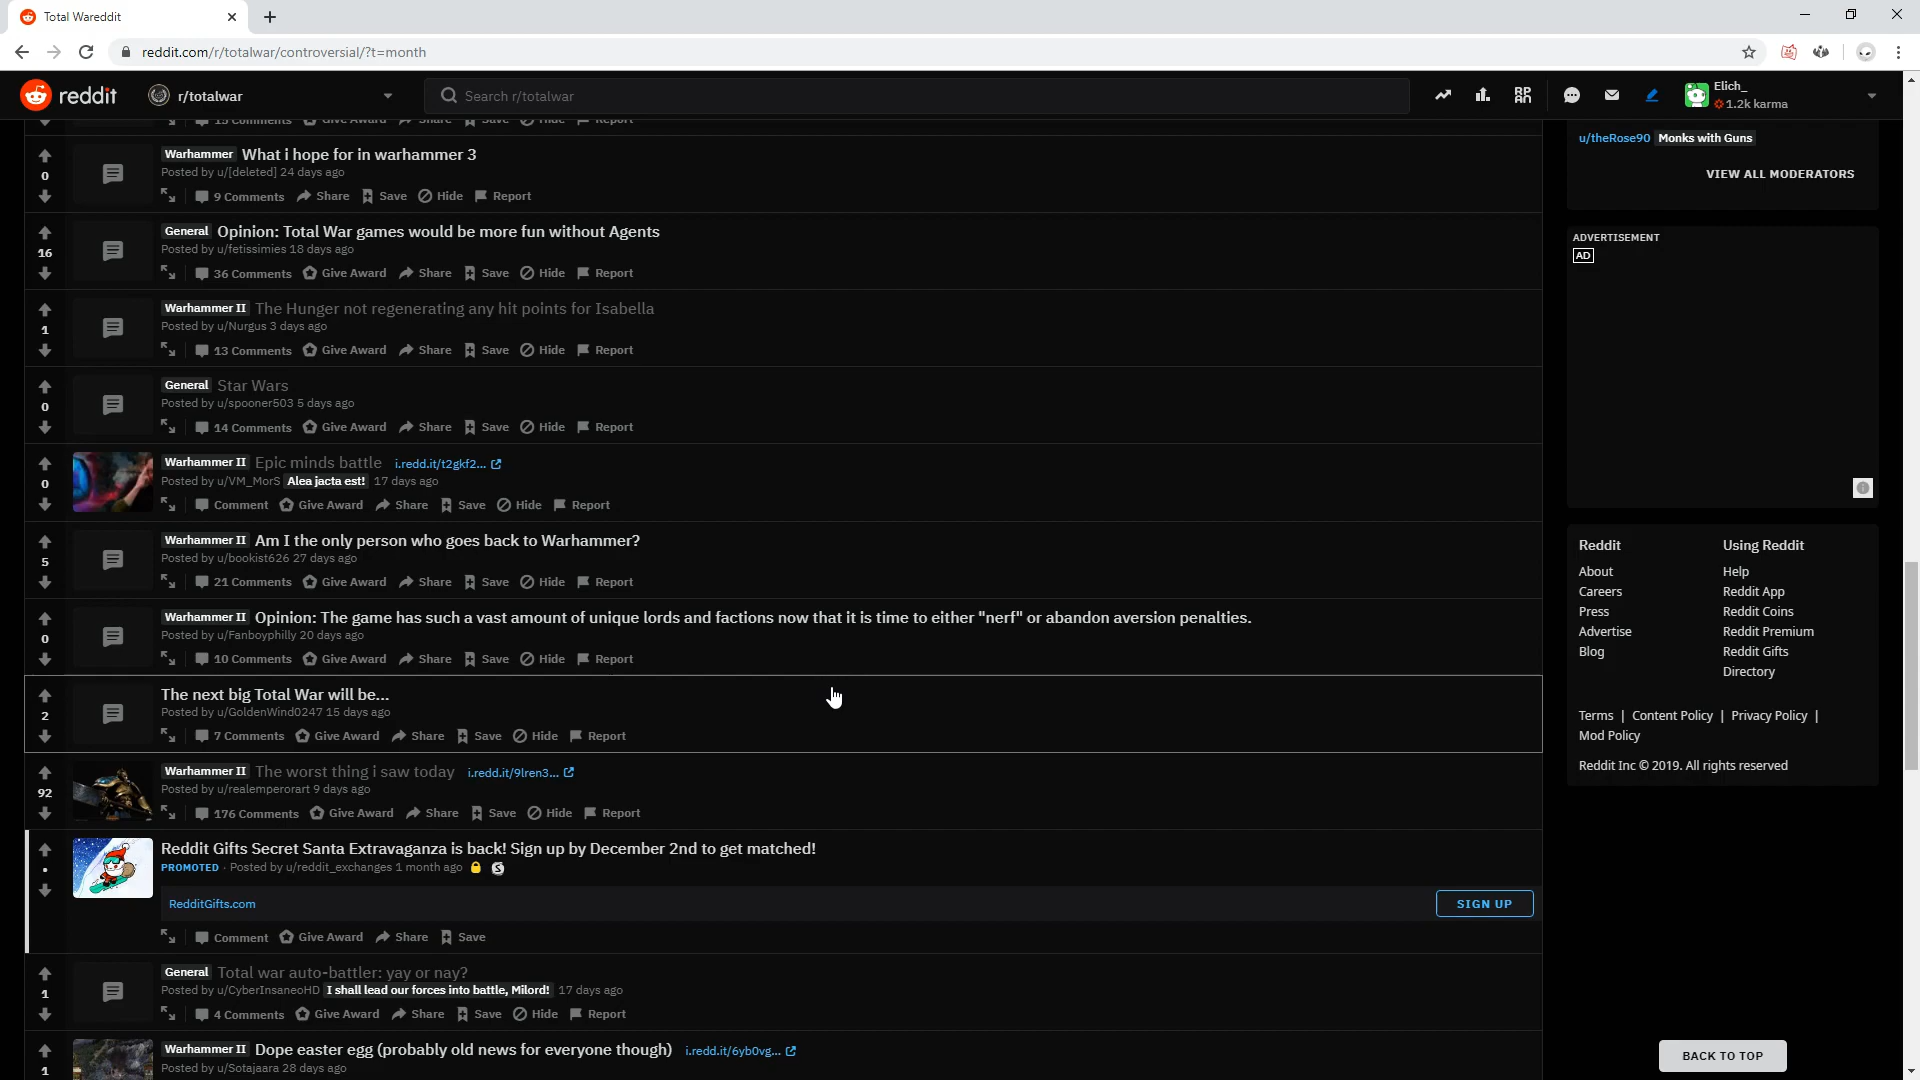 Total Wareddit
reddit.com/r/totalwar/controversial/?t=month
reddit
r/totalwar
Search r/totalwar
Elich_
1.2k karma
15 Comments Give Award Share Save Hide Report
Warhammer What i hope for in warhammer 3
Posted by u/[deleted] 24 days ago
0
9 Comments Share Save Hide Report
General Opinion: Total War games would be more fun without Agents
Posted by u/fetissimies 18 days ago
16
36 Comments Give Award Share Save Hide Report
Warhammer II The Hunger not regenerating any hit points for Isabella
Posted by u/Nurgus 3 days ago
1
13 Comments Give Award Share Save Hide Report
General Star Wars
Posted by u/spooner503 5 days ago
0
14 Comments Give Award Share Save Hide Report
Warhammer II Epic minds battle i.redd.it/t2gkf2...
Posted by u/VM_MorS Alea jacta est! 17 days ago
0
Comment Give Award Share Save Hide Report
Warhammer II Am I the only person who goes back to Warhammer?
Posted by u/bookist626 27 days ago
5
21 Comments Give Award Share Save Hide Report
Warhammer II Opinion: The game has such a vast amount of unique lords and factions now that it is time to either "nerf" or abandon aversion penalties.
Posted by u/Fanboyphilly 20 days ago
0
10 Comments Give Award Share Save Hide Report
The next big Total War will be...
Posted by u/GoldenWind0247 15 days ago
2
7 Comments Give Award Share Save Hide Report
Warhammer II The worst thing i saw today i.redd.it/9lren3...
Posted by u/realemperorart 9 days ago
92
176 Comments Give Award Share Save Hide Report
Reddit Gifts Secret Santa Extravaganza is back! Sign up by December 2nd to get matched!
PROMOTED · Posted by u/reddit_exchanges 1 month ago
RedditGifts.com
SIGN UP
Comment Give Award Share Save
General Total war auto-battler: yay or nay?
Posted by u/CyberInsaneoHD I shall lead our forces into battle, Milord! 17 days ago
1
4 Comments Give Award Share Save Hide Report
Warhammer II Dope easter egg (probably old news for everyone though) i.redd.it/6yb0vg...
Posted by u/Sotajaara 28 days ago
1
u/theRose90 Monks with Guns
VIEW ALL MODERATORS
ADVERTISEMENT
AD
Reddit Using Reddit
About Help
Careers Reddit App
Press Reddit Coins
Advertise Reddit Premium
Blog Reddit Gifts
Directory
Terms | Content Policy | Privacy Policy |
Mod Policy
Reddit Inc © 2019. All rights reserved
BACK TO TOP